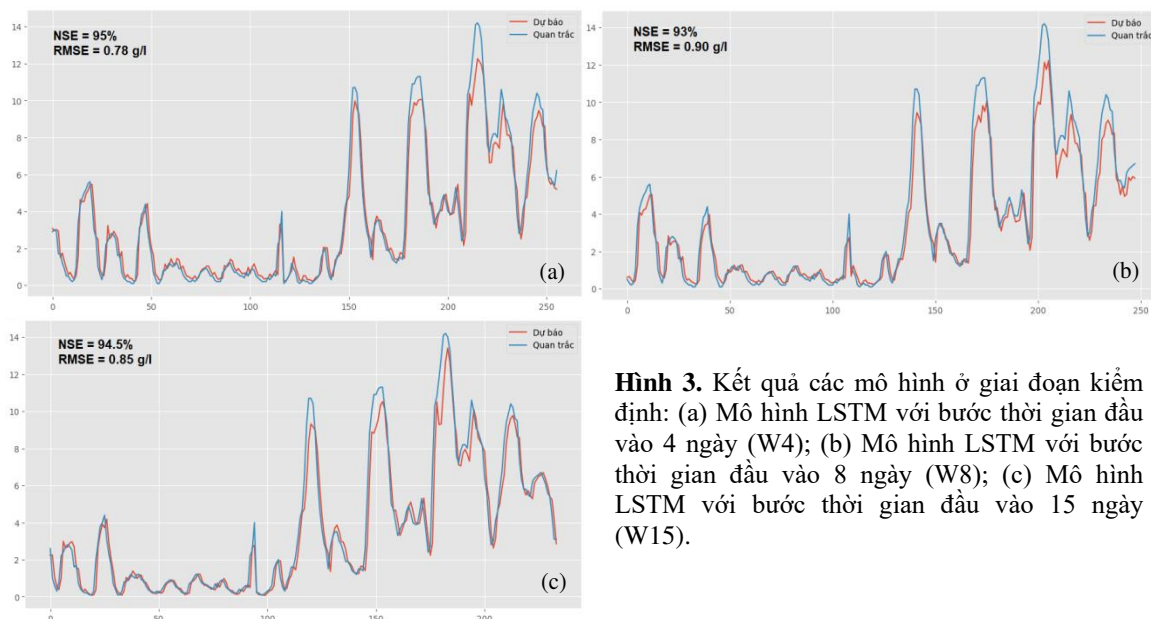 NSE = 95%
RMSE = 0.78 g/l
Dự báo
Quan trắc
14
12
10
8
6
4
2
0
0 50 100 150 200 250
(a)
NSE = 93%
RMSE = 0.90 g/l
Dự báo
Quan trắc
14
12
10
8
6
4
2
0
0 50 100 150 200 250
(b)
NSE = 94.5%
RMSE = 0.85 g/l
Dự báo
Quan trắc
14
12
10
8
6
4
2
0
0 50 100 150 200
(c)
Hình 3. Kết quả các mô hình ở giai đoạn kiểm
định: (a) Mô hình LSTM với bước thời gian đầu
vào 4 ngày (W4); (b) Mô hình LSTM với bước
thời gian đầu vào 8 ngày (W8); (c) Mô hình
LSTM với bước thời gian đầu vào 15 ngày
(W15).